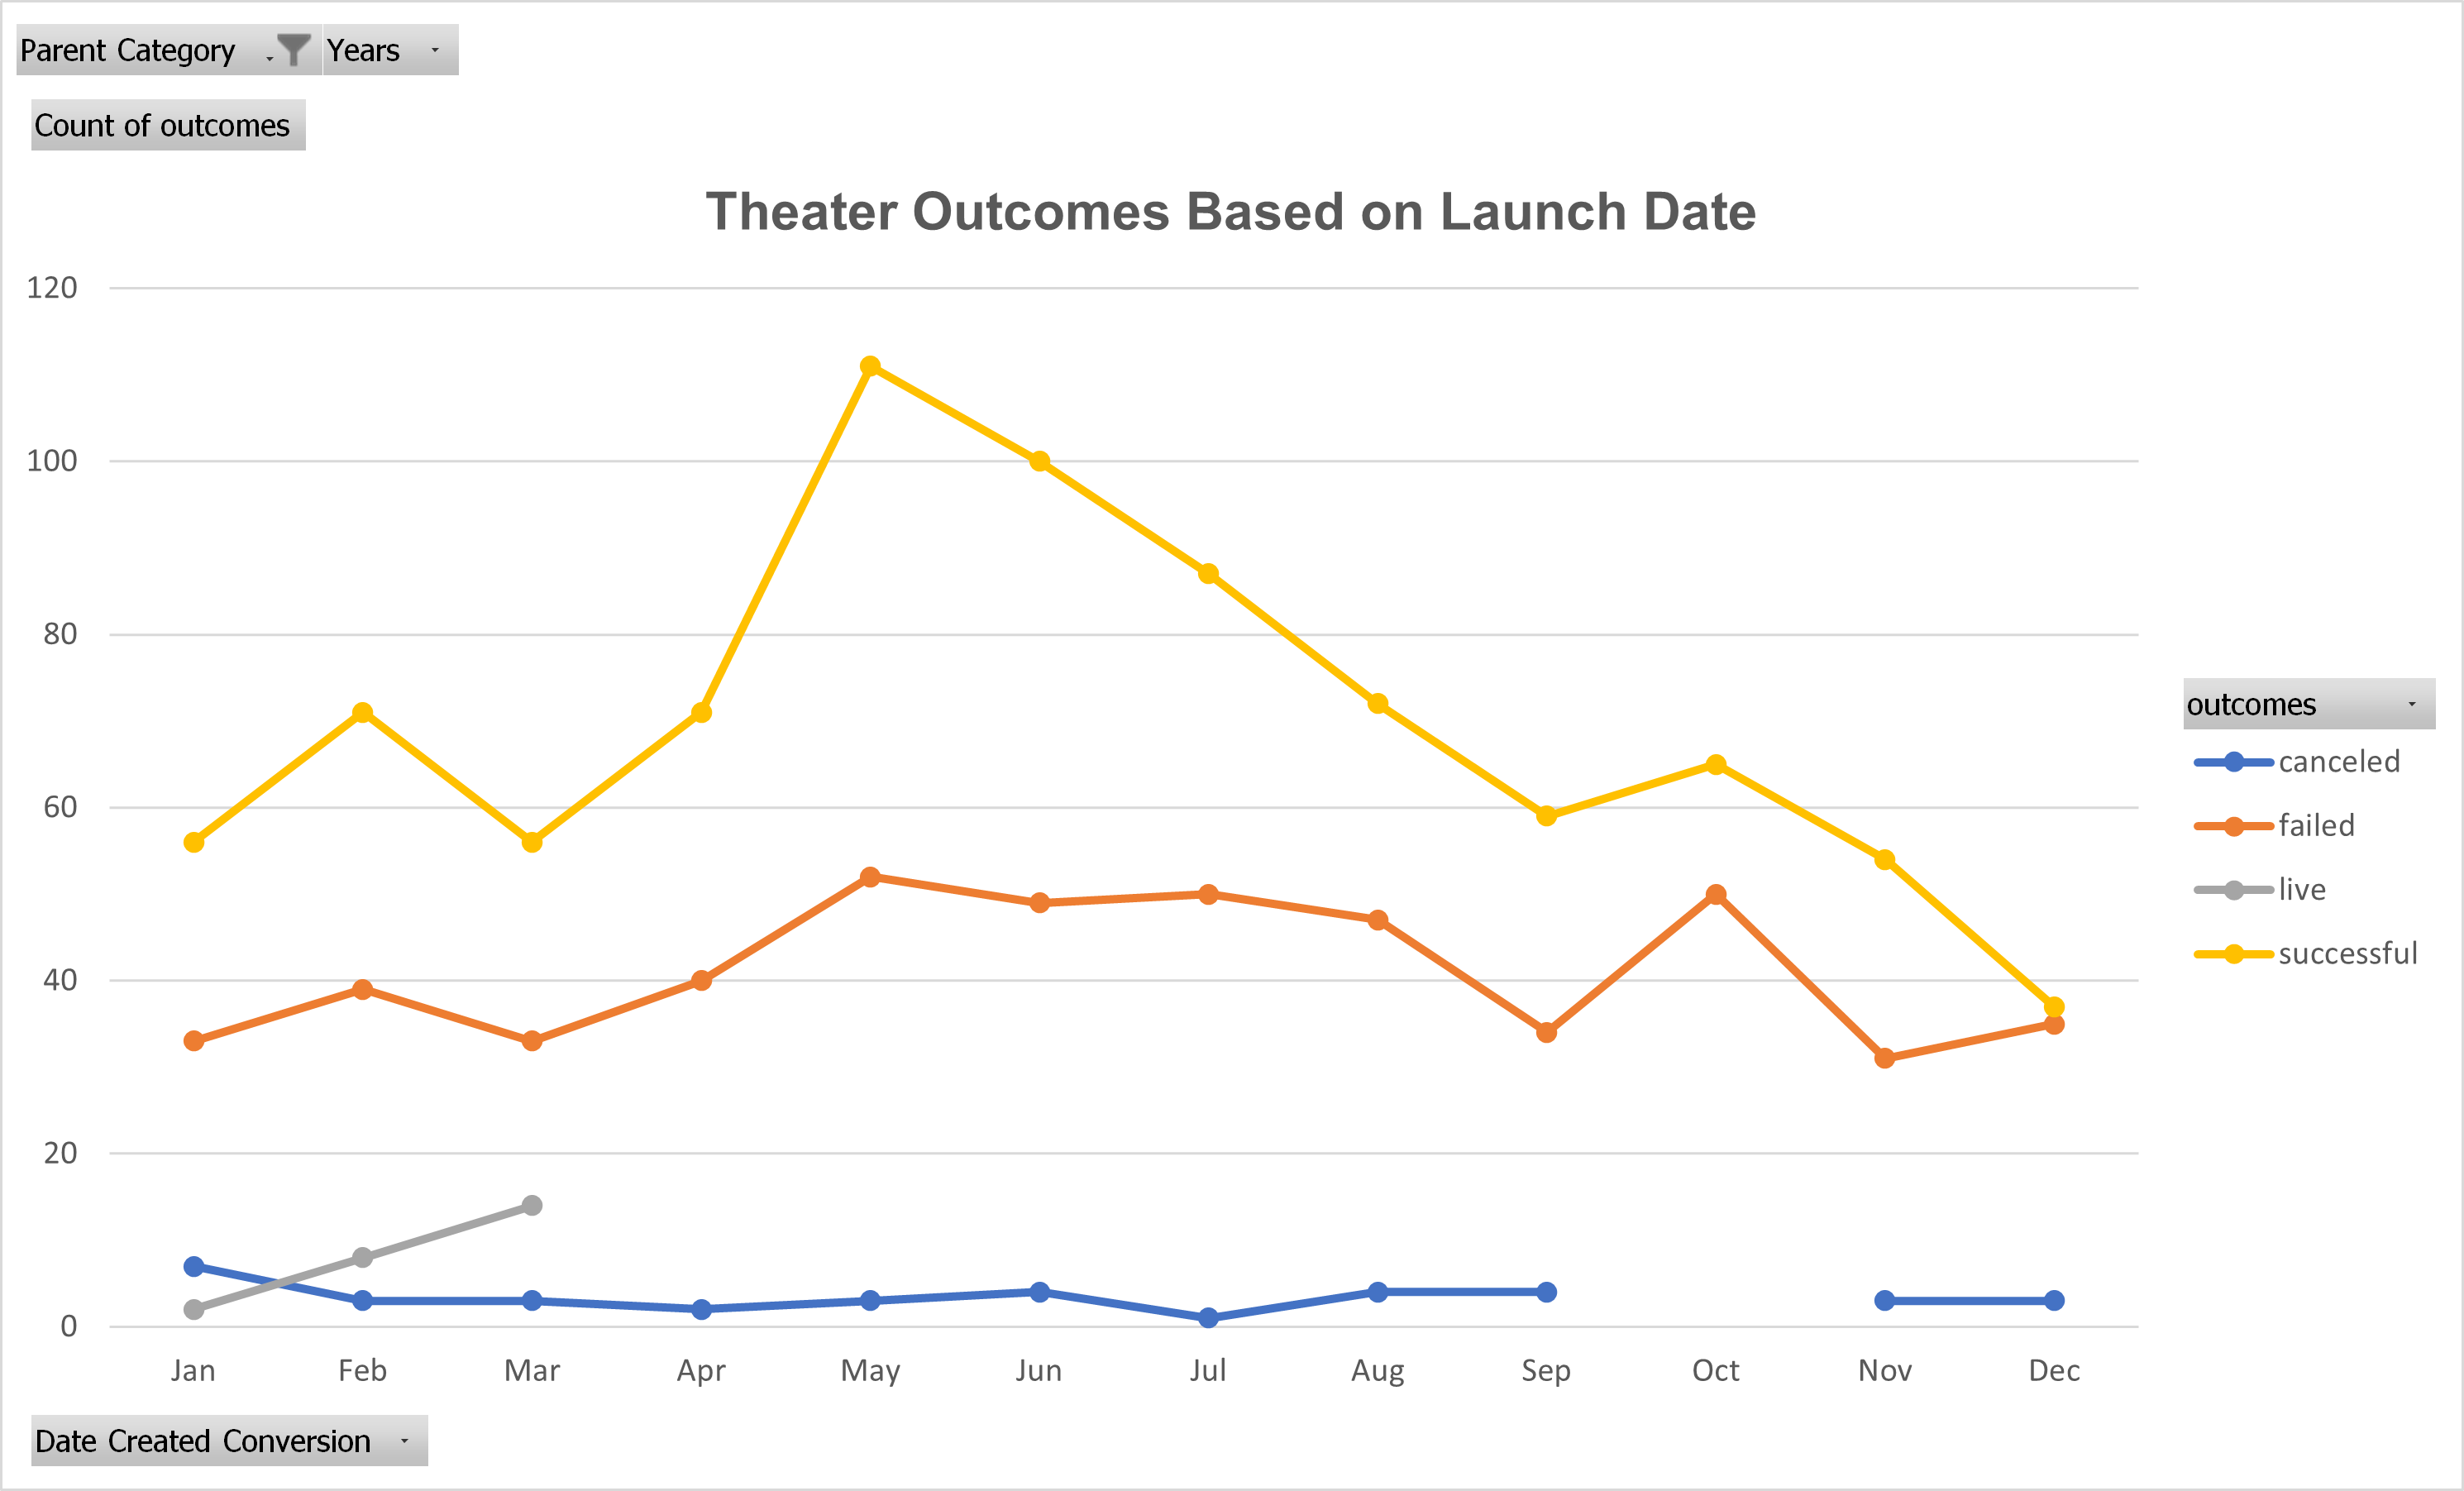 Parent Category Years
Count of outcomes
Theater Outcomes Based on Launch Date
120
100
80
60
40
20
0
Jan Feb Mar Apr May Jun Jul Aug Sep Oct Nov Dec
outcomes
canceled
failed
live
successful
Date Created Conversion